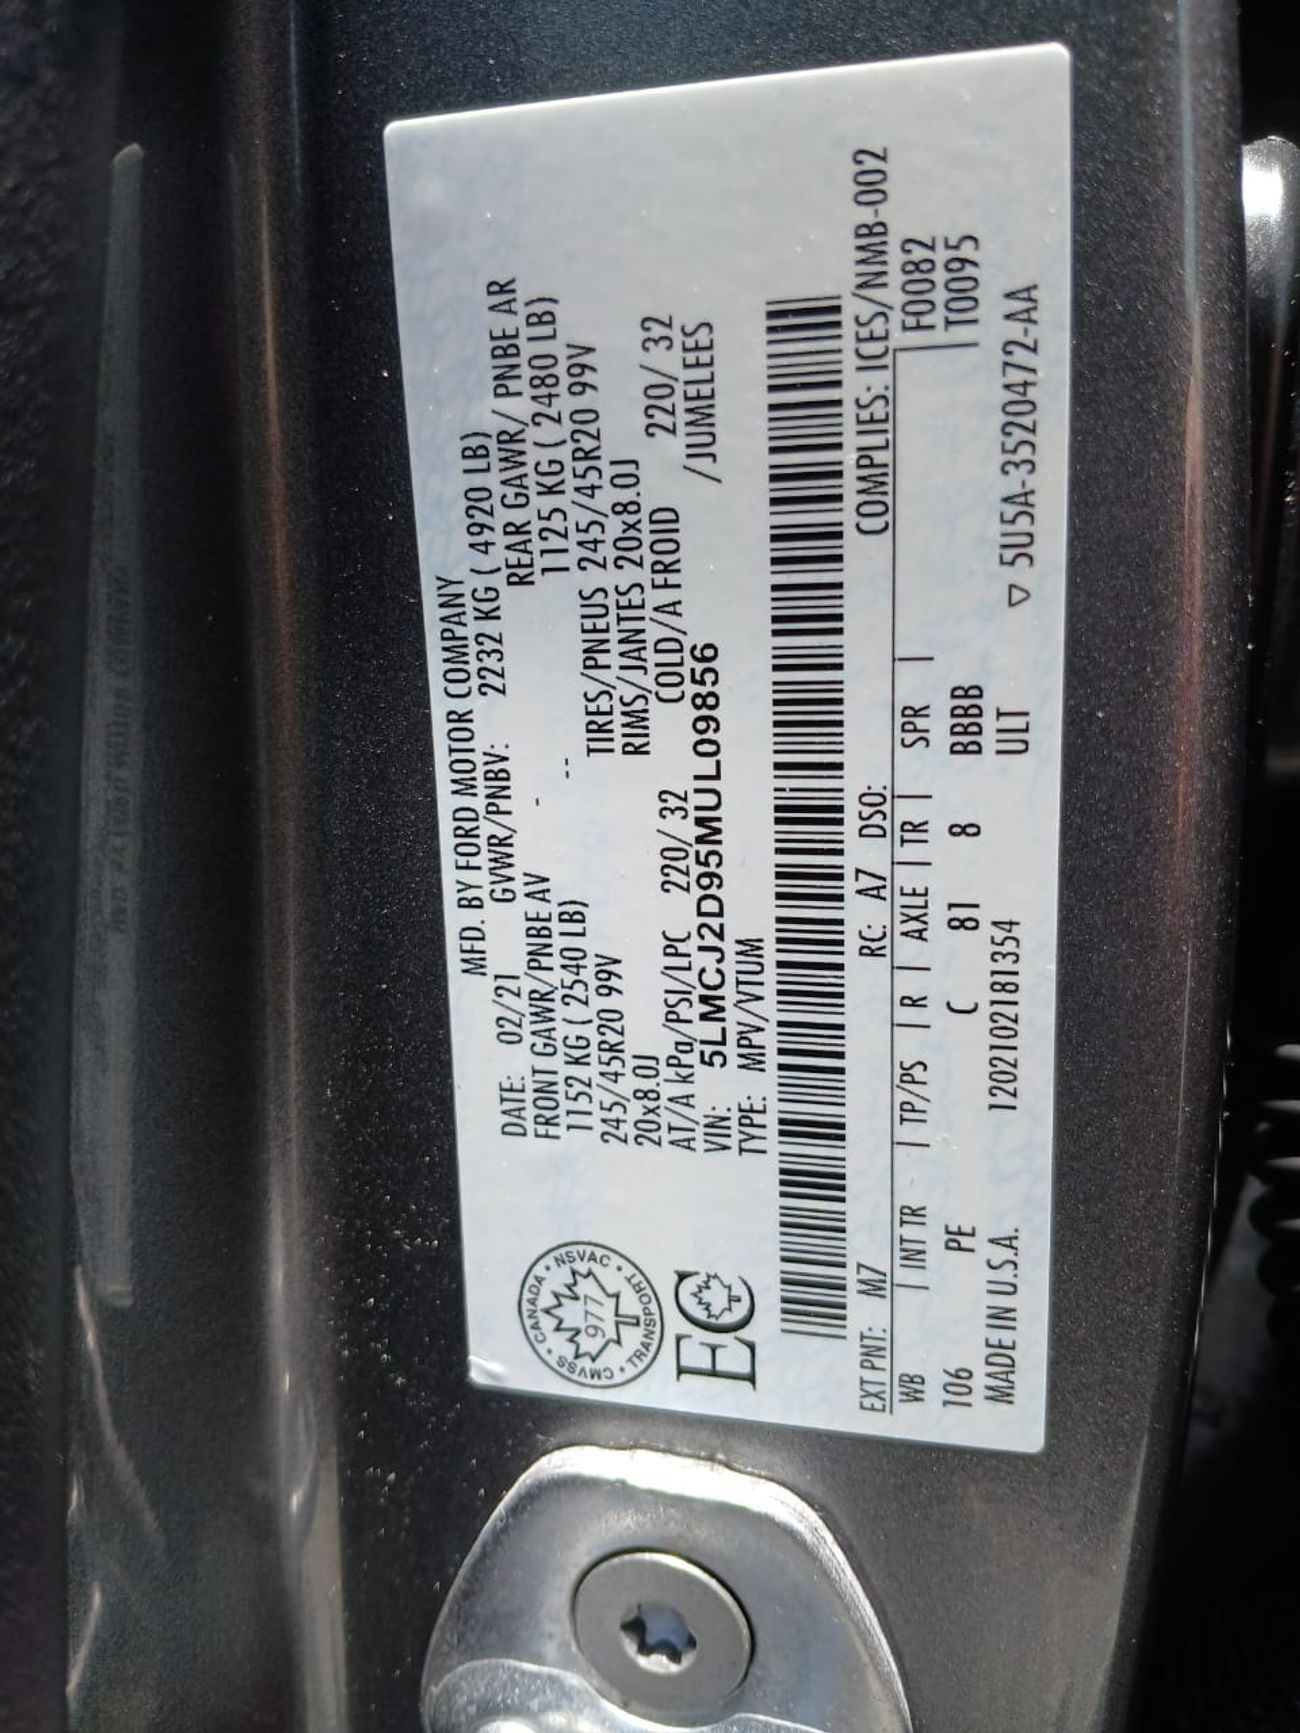 MFD. BY FORD MOTOR COMPANY
DATE: 02/21 GVWR/PNBV: 2232 KG ( 4920 LB)
FRONT GAWR/PNBE AV - REAR GAWR/ PNBE AR
1152 KG ( 2540 LB) -- 1125 KG ( 2480 LB)
245/45R20 99V TIRES/PNEUS 245/45R20 99V
20x8.0J RIMS/JANTES 20x8.0J
AT/A kPa/PSI/LPC 220/ 32 COLD/A FROID 220/ 32
VIN: 5LMCJ2D95MUL09856 /JUMELEES
TYPE: MPV/VTUM
CANADA • NSVAC • TRANSPORT • CMVSS •
977
EC
COMPLIES: ICES/NMB-002
EXT PNT: M7 RC: A7 DSO:
WB | INT TR | TP/PS | R | AXLE | TR | SPR | F0082
106 PE C 81 8 BBBB T0095
MADE IN U.S.A. 1202102181354 ULT
▽ 5U5A-3520472-AA